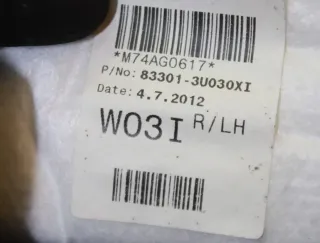 *M74AG0617*
P/No: 83301-3U030XI
Date: 4.7.2012
W03I R/LH